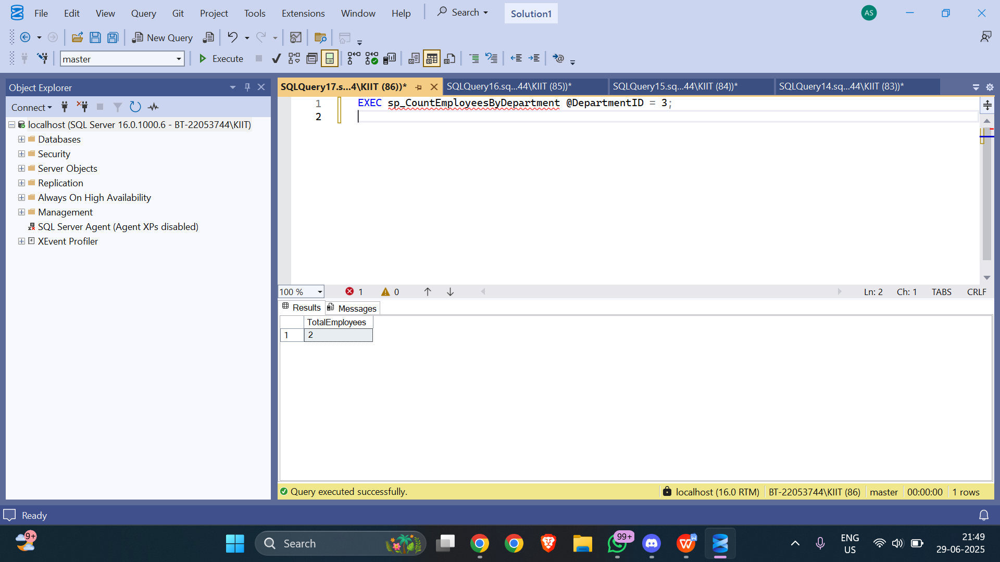 File Edit View Query Git Project Tools Extensions Window Help Search Solution1 AS
New Query
master Execute
Object Explorer
Connect
localhost (SQL Server 16.0.1000.6 - BT-22053744\KIIT)
Databases
Security
Server Objects
Replication
Always On High Availability
Management
SQL Server Agent (Agent XPs disabled)
XEvent Profiler
SQLQuery17.s...4\KIIT (86))* SQLQuery16.sq...44\KIIT (85))* SQLQuery15.sq...44\KIIT (84))* SQLQuery14.sq...44\KIIT (83))*
1 EXEC sp_CountEmployeesByDepartment @DepartmentID = 3;
2
100 % 1 0 Ln: 2 Ch: 1 TABS CRLF
Results Messages
TotalEmployees
1 2
Query executed successfully. localhost (16.0 RTM) BT-22053744\KIIT (86) master 00:00:00 1 rows
Ready
9+ Search 99+ ENG US 21:49
29-06-2025